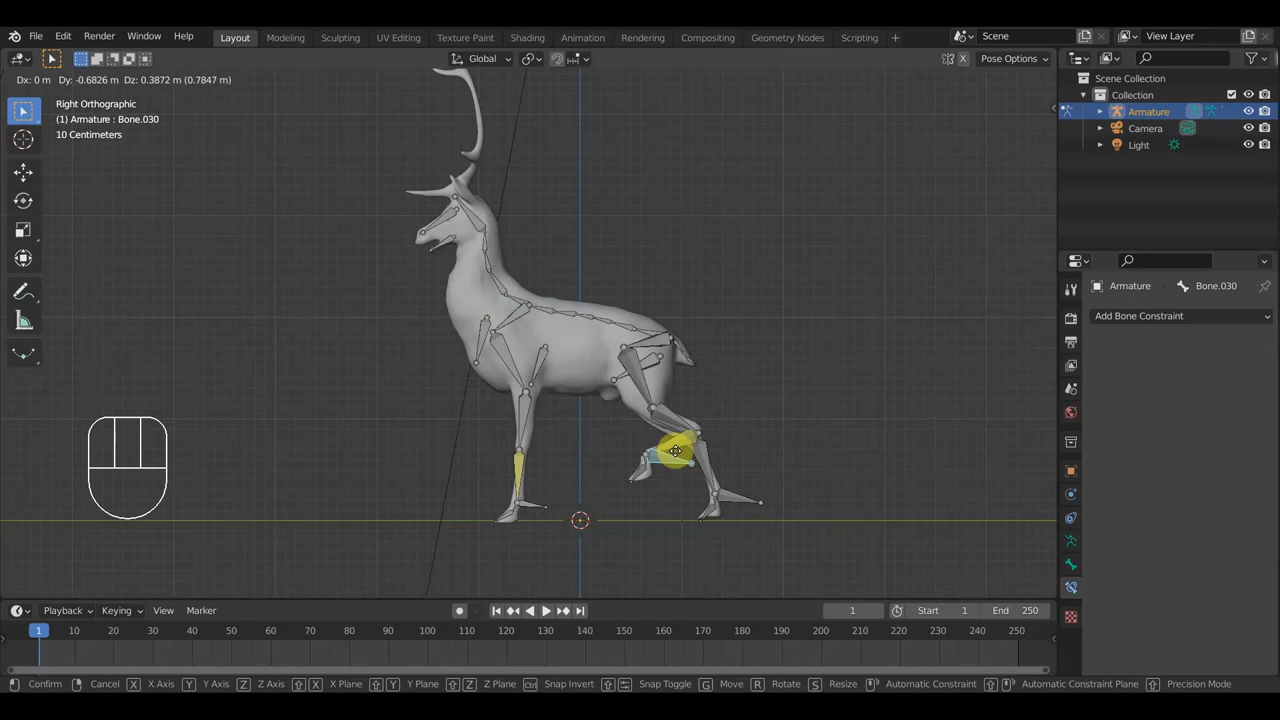 File Edit Render Window Help Layout Modeling Sculpting UV Editing Texture Paint Shading Animation Rendering Compositing Geometry Nodes Scripting + Scene View Layer
Global X Pose Options
Dx: 0 m Dy: -0.6826 m Dz: 0.3872 m (0.7847 m)
Right Orthographic
(1) Armature : Bone.030
10 Centimeters
Scene Collection
Collection
Armature
Camera
Light
Armature Bone.030
Add Bone Constraint
Playback Keying View Marker 1 Start 1 End 250
1 10 20 30 40 50 60 70 80 90 100 110 120 130 140 150 160 170 180 190 200 210 220 230 240 250
Confirm Cancel X X Axis Y Y Axis Z Z Axis X X Plane Y Y Plane Z Z Plane Ctrl Snap Invert Snap Toggle G Move R Rotate S Resize Automatic Constraint Automatic Constraint Plane Precision Mode